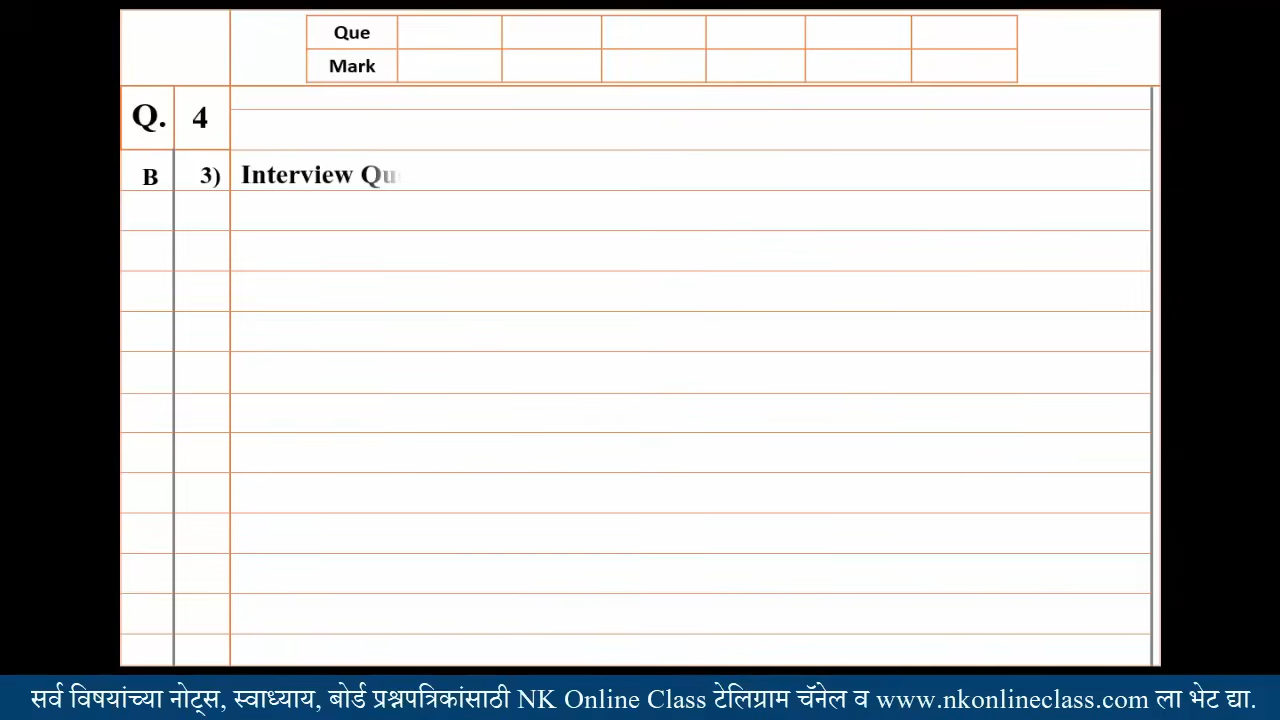 Que
Mark
Q. 4
B 3) Interview Qu
सर्व विषयांच्या नोट्स, स्वाध्याय, बोर्ड प्रश्नपत्रिकांसाठी NK Online Class टेलिग्राम चॅनेल व www.nkonlineclass.com ला भेट द्या.